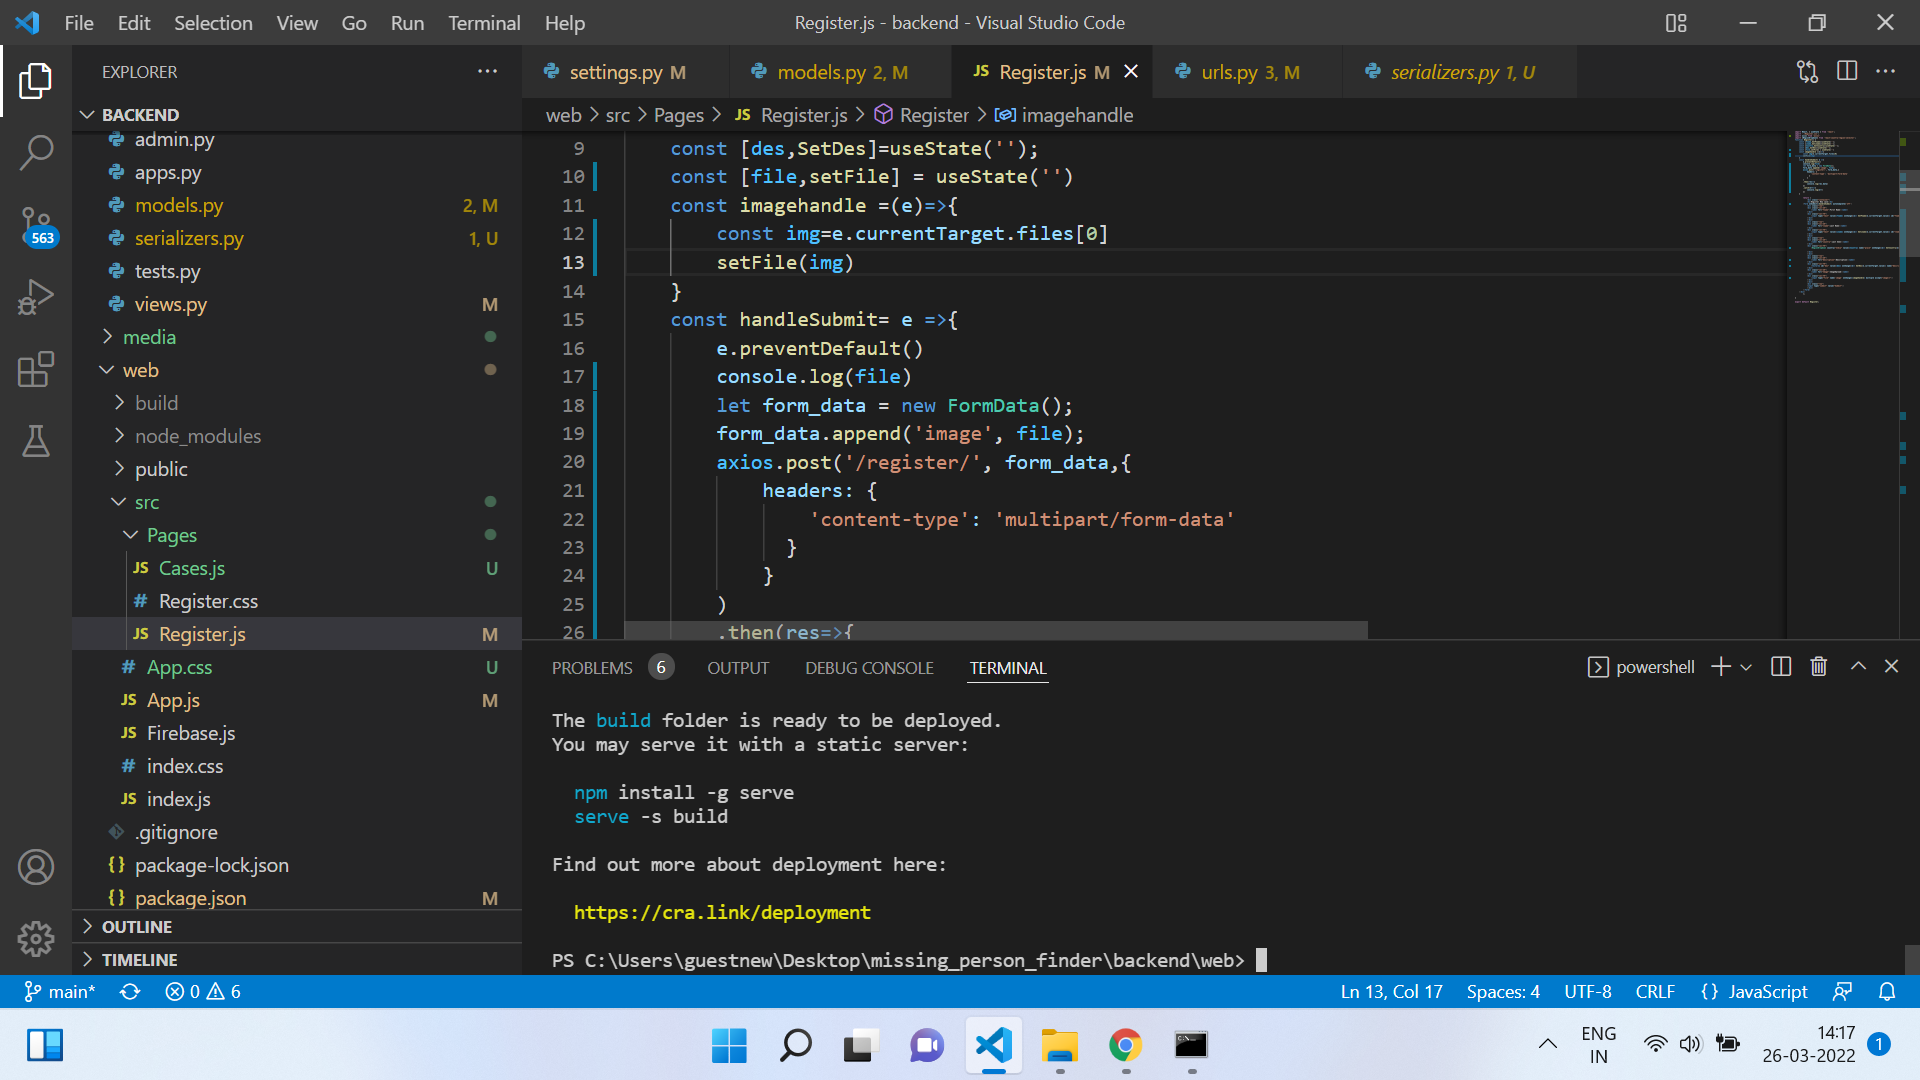 File Edit Selection View Go Run Terminal Help
Register.js - backend - Visual Studio Code
EXPLORER
BACKEND
admin.py
apps.py
models.py 2, M
serializers.py 1, U
tests.py
views.py M
media
web
build
node_modules
public
src
Pages
Cases.js U
Register.css
Register.js M
App.css U
App.js M
Firebase.js
index.css
index.js
.gitignore
package-lock.json
package.json M
OUTLINE
TIMELINE
563
settings.py M
models.py 2, M
JS Register.js M
urls.py 3, M
serializers.py 1, U
web > src > Pages > JS Register.js > Register > imagehandle
9 const [des,SetDes]=useState('');
10 const [file,setFile] = useState('')
11 const imagehandle =(e)=>{
12 const img=e.currentTarget.files[0]
13 setFile(img)
14 }
15 const handleSubmit= e =>{
16 e.preventDefault()
17 console.log(file)
18 let form_data = new FormData();
19 form_data.append('image', file);
20 axios.post('/register/', form_data,{
21 headers: {
22 'content-type': 'multipart/form-data'
23 }
24 }
25 )
26 .then(res=>{
PROBLEMS 6 OUTPUT DEBUG CONSOLE TERMINAL
powershell
The build folder is ready to be deployed.
You may serve it with a static server:
npm install -g serve
serve -s build
Find out more about deployment here:
https://cra.link/deployment
PS C:\Users\guestnew\Desktop\missing_person_finder\backend\web>
main* 0 6
Ln 13, Col 17 Spaces: 4 UTF-8 CRLF {} JavaScript
ENG
IN
14:17
26-03-2022
1